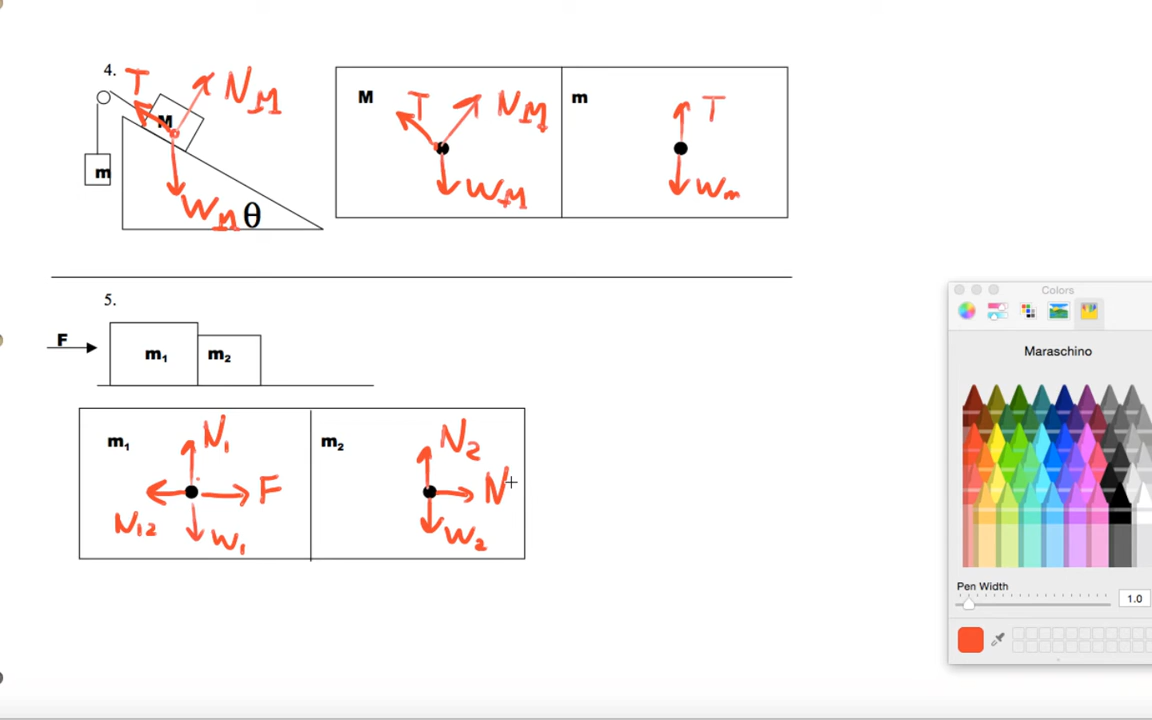 4.
T
N_M
M
m
W_M
θ
M
T
N_M
W_M
m
T
W_m
5.
F
m₁
m₂
m₁
N₁
F
N₁₂
W₁
m₂
N₂
N
W₂
Colors
Maraschino
Pen Width
1.0